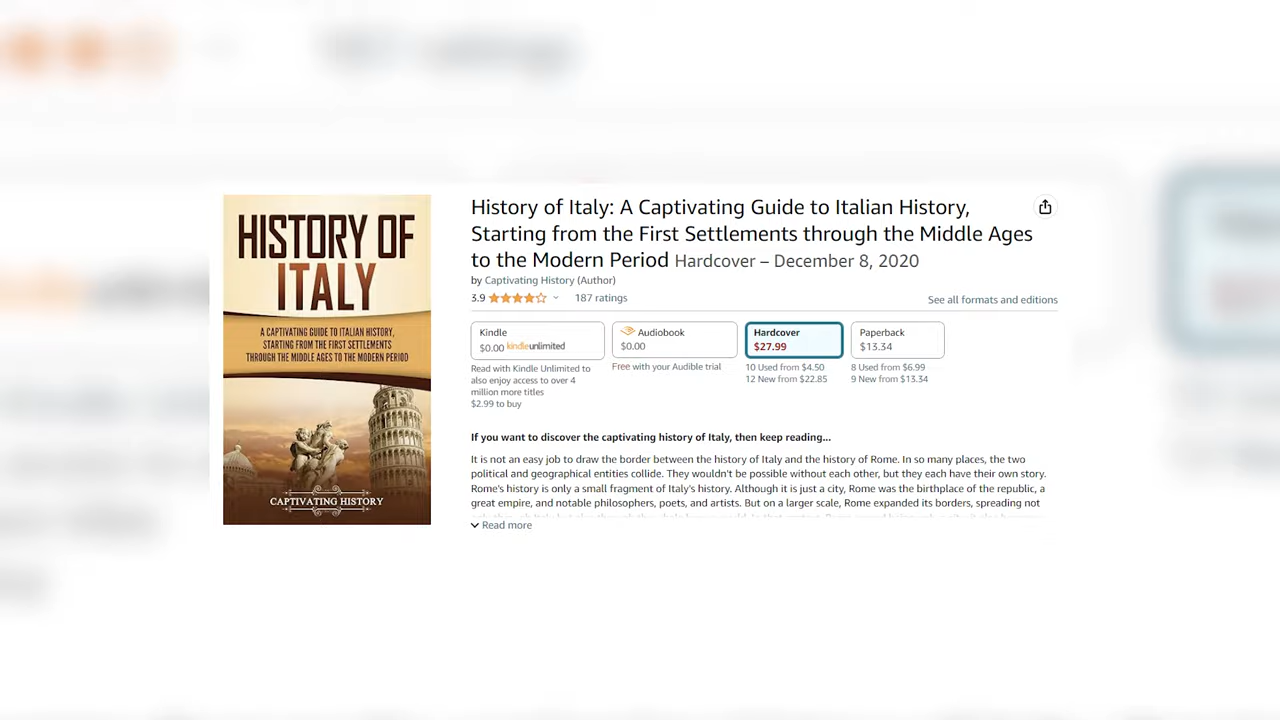 HISTORY OF
ITALY
A CAPTIVATING GUIDE TO ITALIAN HISTORY,
STARTING FROM THE FIRST SETTLEMENTS
THROUGH THE MIDDLE AGES TO THE MODERN PERIOD
CAPTIVATING HISTORY
History of Italy: A Captivating Guide to Italian History,
Starting from the First Settlements through the Middle Ages
to the Modern Period Hardcover – December 8, 2020
by Captivating History (Author)
3.9 187 ratings
See all formats and editions
Kindle
$0.00 kindleunlimited
Read with Kindle Unlimited to
also enjoy access to over 4
million more titles
$2.99 to buy
Audiobook
$0.00
Free with your Audible trial
Hardcover
$27.99
10 Used from $4.50
12 New from $22.85
Paperback
$13.34
8 Used from $6.99
9 New from $13.34
If you want to discover the captivating history of Italy, then keep reading...
It is not an easy job to draw the border between the history of Italy and the history of Rome. In so many places, the two
political and geographical entities collide. They wouldn't be possible without each other, but they each have their own story.
Rome's history is only a small fragment of Italy's history. Although it is just a city, Rome was the birthplace of the republic, a
great empire, and notable philosophers, poets, and artists. But on a larger scale, Rome expanded its borders, spreading not
Read more